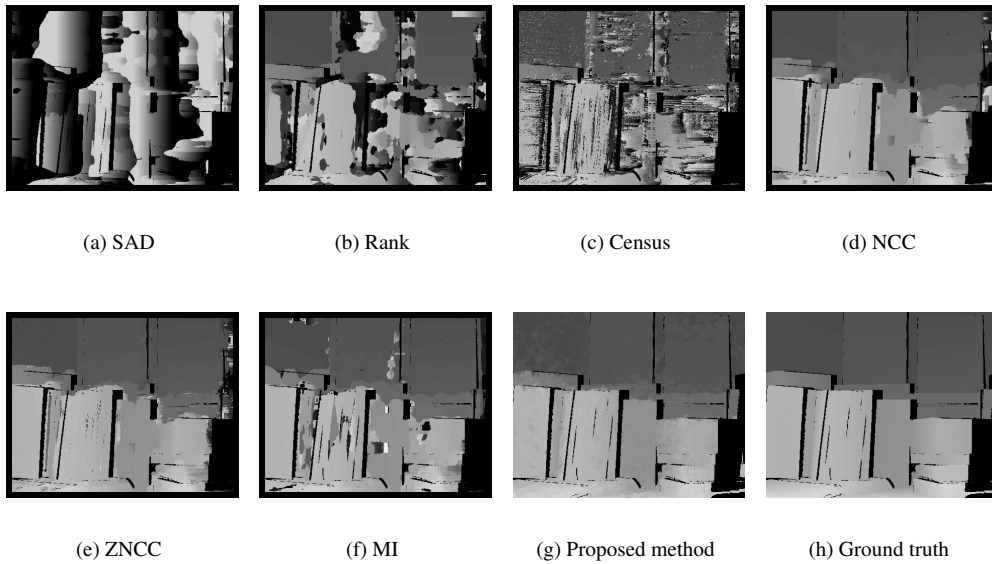 (a) SAD
(b) Rank
(c) Census
(d) NCC
(e) ZNCC
(f) MI
(g) Proposed method
(h) Ground truth